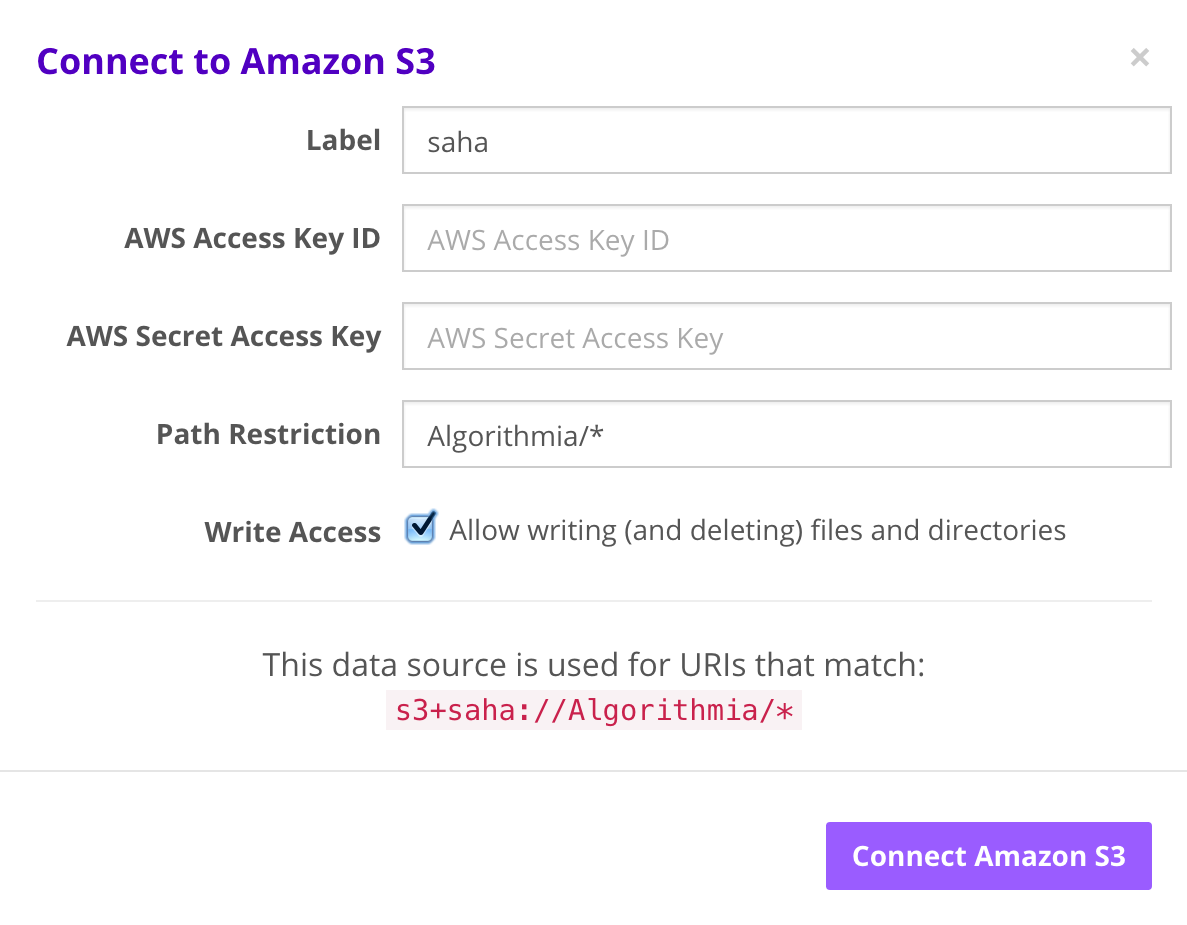 Connect to Amazon S3 ×
Label saha
AWS Access Key ID AWS Access Key ID
AWS Secret Access Key AWS Secret Access Key
Path Restriction Algorithmia/*
Write Access Allow writing (and deleting) files and directories
This data source is used for URIs that match:
s3+saha://Algorithmia/*
Connect Amazon S3